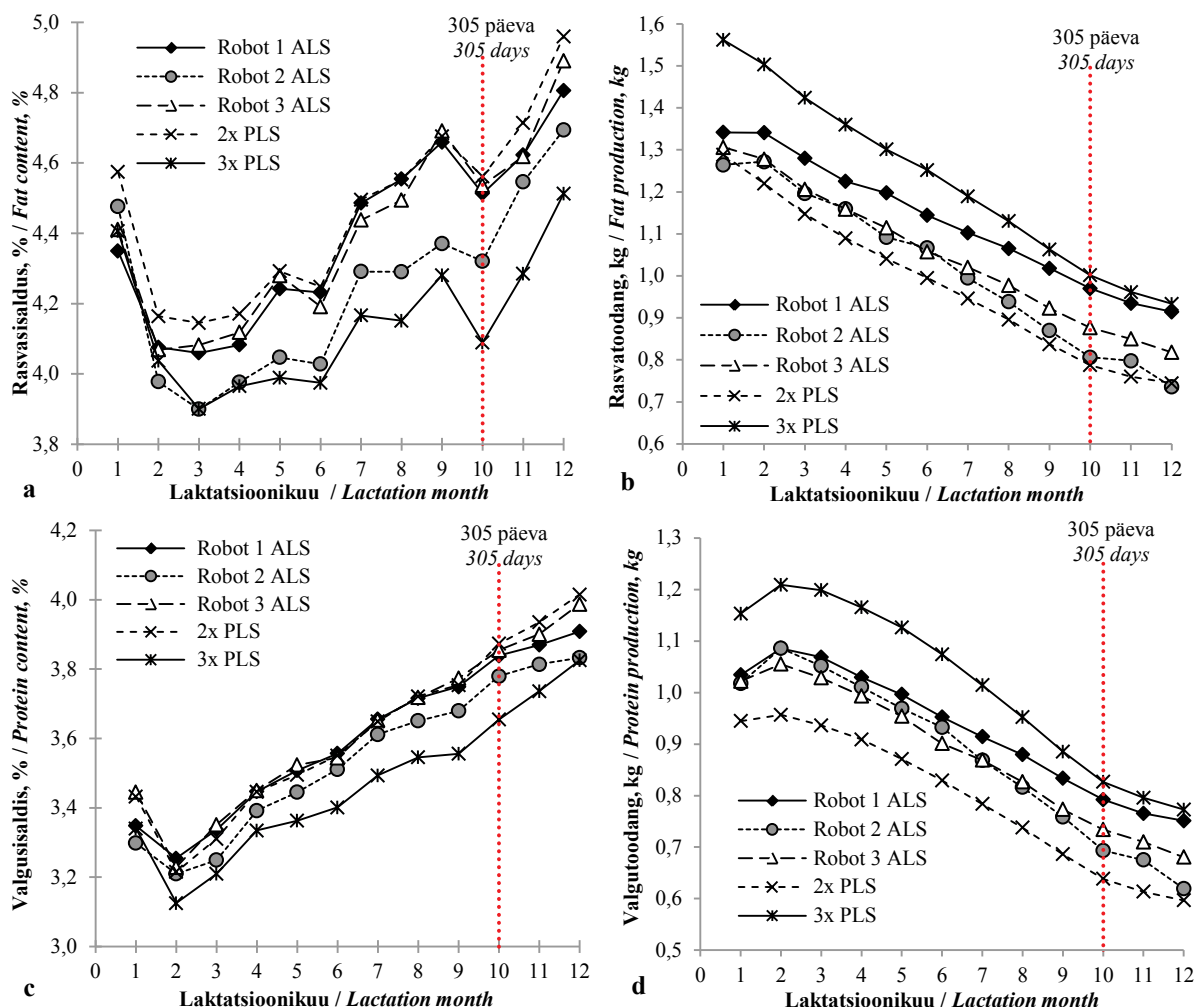 5,0
4,8
4,6
4,4
4,2
4,0
3,8
Rasvasisaldus, % / Fat content, %
Robot 1 ALS
Robot 2 ALS
Robot 3 ALS
2x PLS
3x PLS
305 päeva
305 days
0 1 2 3 4 5 6 7 8 9 10 11 12
Laktatsioonikuu / Lactation month
a
1,6
1,5
1,4
1,3
1,2
1,1
1,0
0,9
0,8
0,7
0,6
Rasvatoodang, kg / Fat production, kg
305 päeva
305 days
Robot 1 ALS
Robot 2 ALS
Robot 3 ALS
2x PLS
3x PLS
0 1 2 3 4 5 6 7 8 9 10 11 12
Laktatsioonikuu / Lactation month
b
4,2
4,0
3,8
3,6
3,4
3,2
3,0
Valgusisaldis, % / Protein content, %
Robot 1 ALS
Robot 2 ALS
Robot 3 ALS
2x PLS
3x PLS
305 päeva
305 days
0 1 2 3 4 5 6 7 8 9 10 11 12
Laktatsioonikuu / Lactation month
c
1,3
1,2
1,1
1,0
0,9
0,8
0,7
0,6
0,5
Valgutoodang, kg / Protein production, kg
305 päeva
305 days
Robot 1 ALS
Robot 2 ALS
Robot 3 ALS
2x PLS
3x PLS
0 1 2 3 4 5 6 7 8 9 10 11 12
Laktatsioonikuu / Lactation month
d